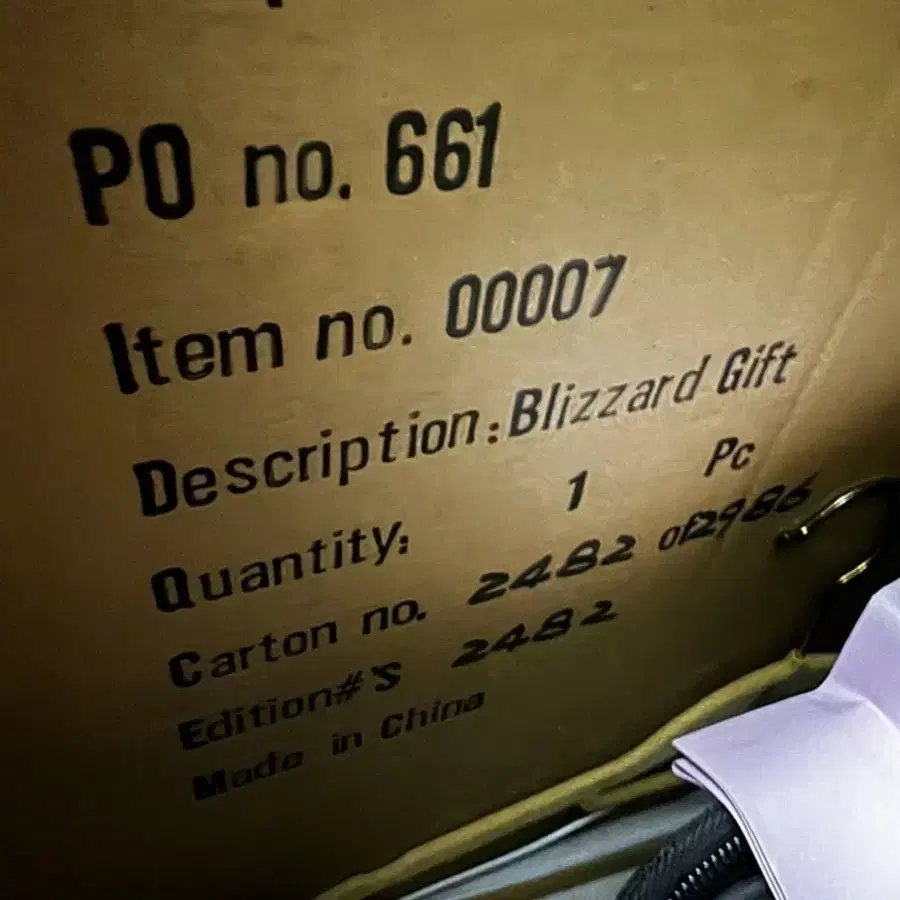 PO no. 661
Item no. 00007
Description: Blizzard Gift
Quantity: 1 Pc
Carton no. 2482 of 2986
Edition#'S 2482
Made in China